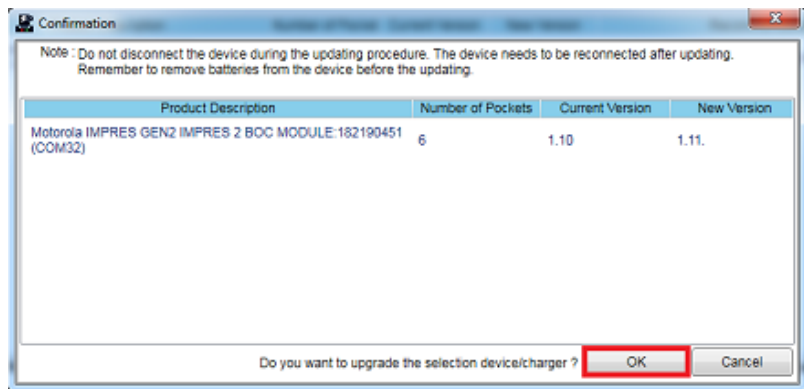 Confirmation
Note : Do not disconnect the device during the updating procedure. The device needs to be reconnected after updating.
Remember to remove batteries from the device before the updating.
Product Description Number of Pockets Current Version New Version
Motorola IMPRES GEN2 IMPRES 2 BOC MODULE:182190451 6 1.10 1.11.
(COM32)
Do you want to upgrade the selection device/charger ? OK Cancel